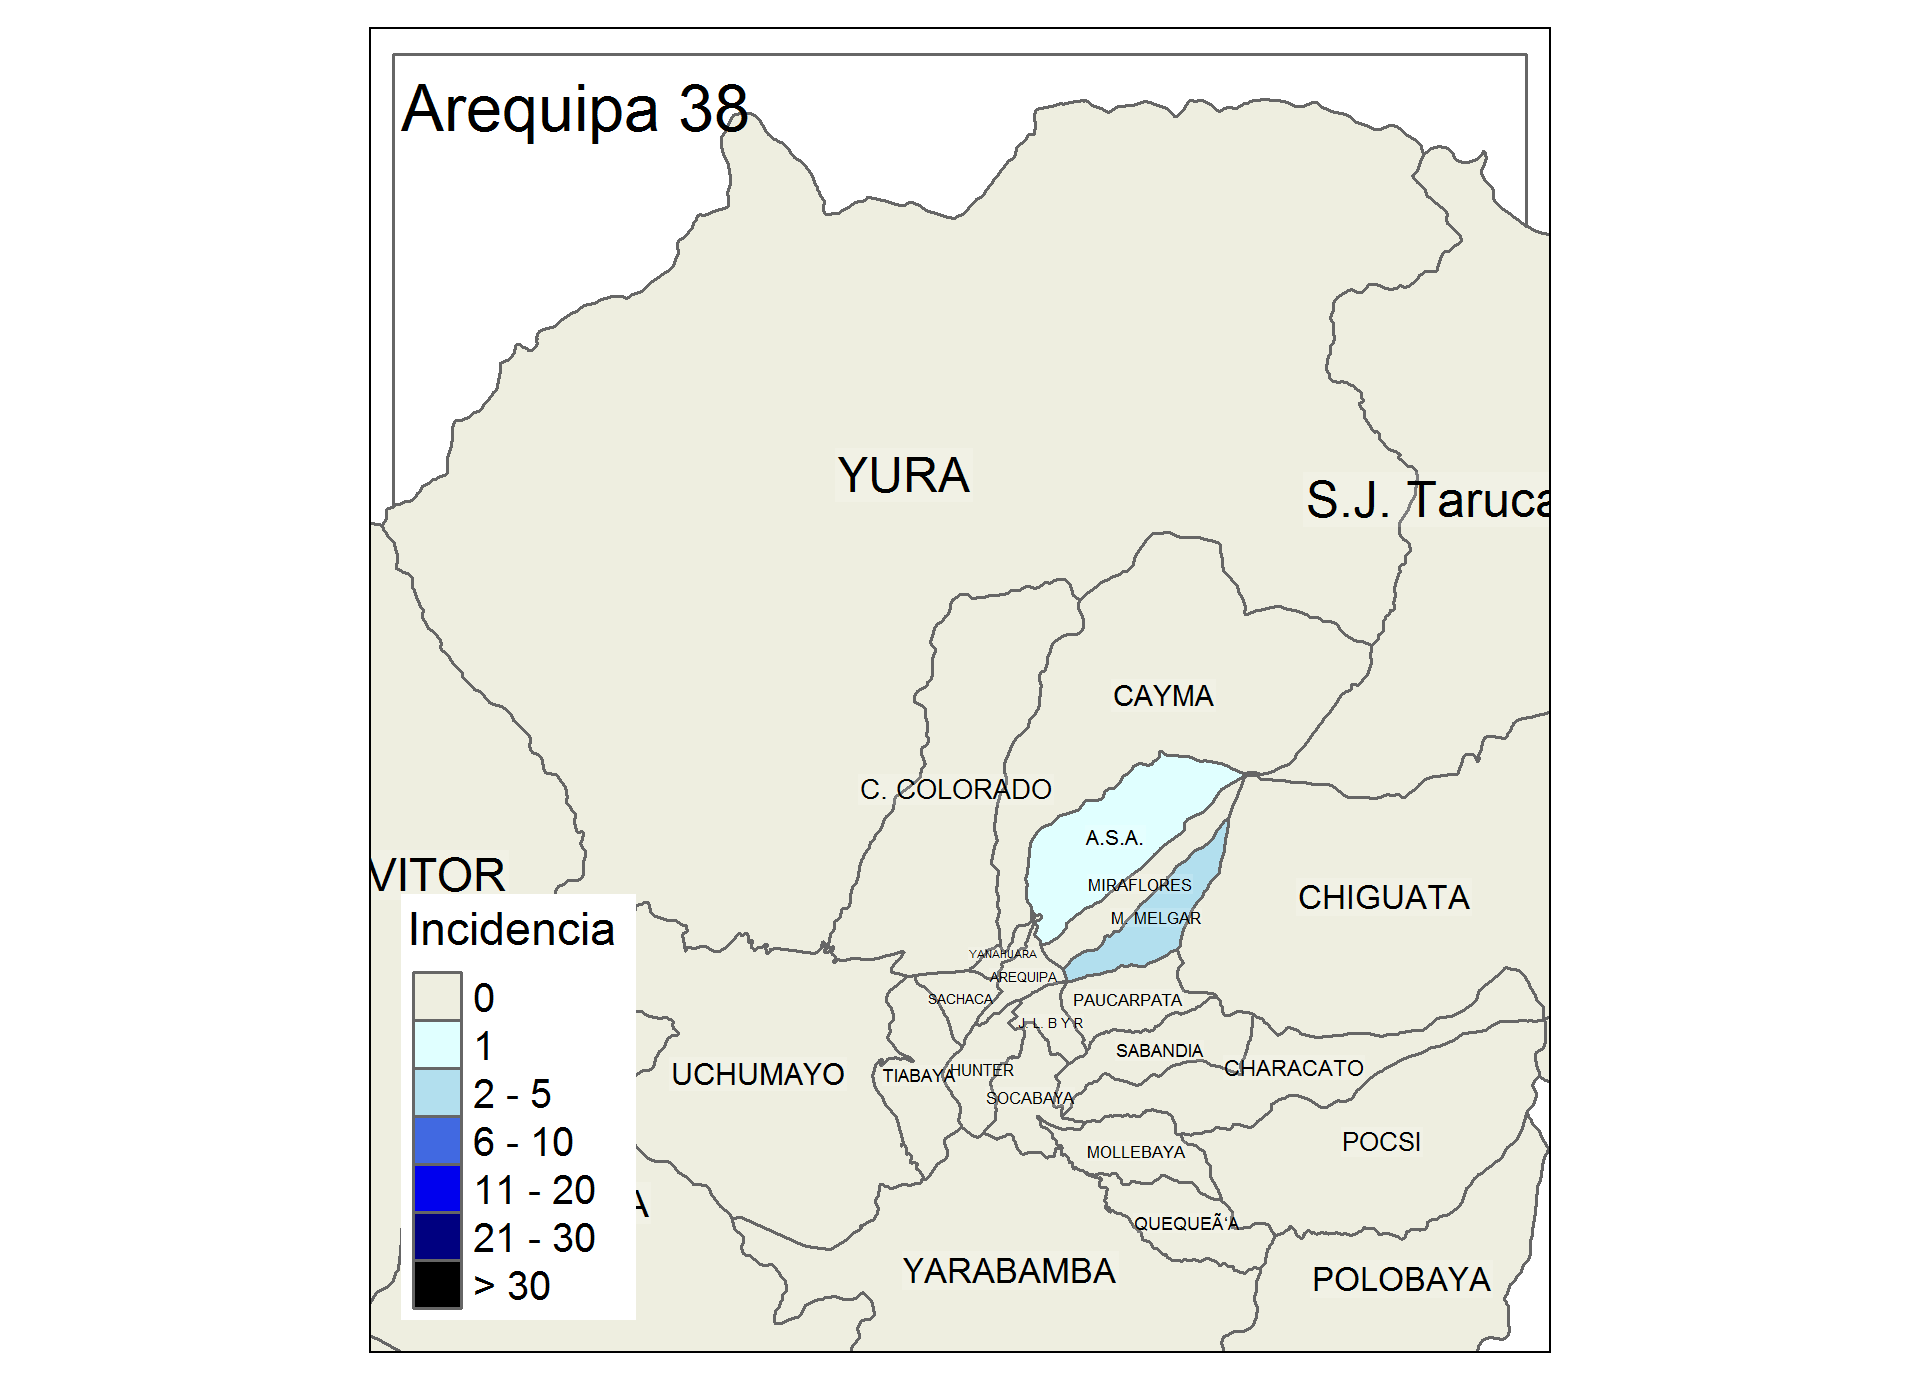 Arequipa 38
YURA
S.J. Taruca
CAYMA
C. COLORADO
A.S.A.
VITOR
MIRAFLORES
CHIGUATA
M. MELGAR
Incidencia
YANAHUARA
AREQUIPA
SACHACA
PAUCARPATA
J. L. B Y R
SABANDIA
CHARACATO
UCHUMAYO
TIABAYA
HUNTER
SOCABAYA
POCSI
MOLLEBAYA
QUEQUEÃ‘A
A
YARABAMBA
POLOBAYA
0
1
2 - 5
6 - 10
11 - 20
21 - 30
> 30